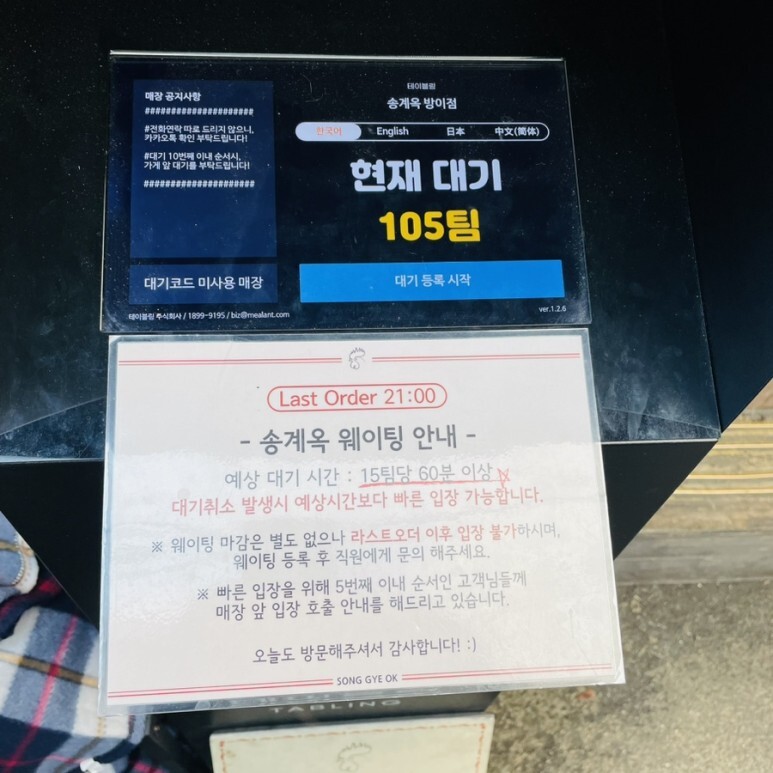 매장 공지사항
#####################
#전화연락 따로 드리지 않으니,
카카오톡 확인 부탁드립니다!
#대기 10번째 이내 순서시,
가게 앞 대기를 부탁드립니다!
#####################
대기코드 미사용 매장
테이블링
송계옥 방이점
한국어 English 日本 中文(简体)
현재 대기
105팀
대기 등록 시작
테이블링 주식회사 / 1899-9195 / biz@mealant.com
ver.1.2.6
Last Order 21:00
- 송계옥 웨이팅 안내 -
예상 대기 시간 : 15팀당 60분 이상
대기취소 발생시 예상시간보다 빠른 입장 가능합니다.
※ 웨이팅 마감은 별도 없으나 라스트오더 이후 입장 불가하시며,
웨이팅 등록 후 직원에게 문의 해주세요.
※ 빠른 입장을 위해 5번째 이내 순서인 고객님들께
매장 앞 입장 호출 안내를 해드리고 있습니다.
오늘도 방문해주셔서 감사합니다! :)
SONG GYE OK
TABLING